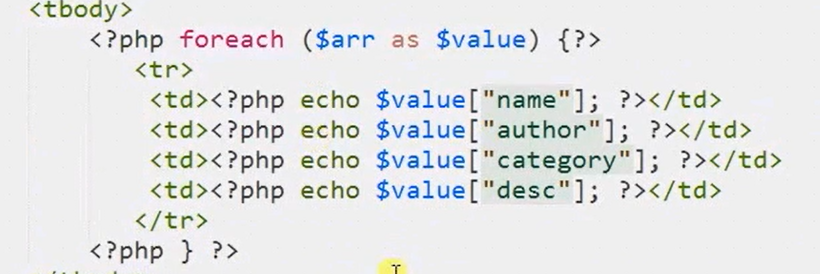 <tbody>
<?php foreach ($arr as $value) {?>
<tr>
<td><?php echo $value["name"]; ?></td>
<td><?php echo $value["author"]; ?></td>
<td><?php echo $value["category"]; ?></td>
<td><?php echo $value["desc"]; ?></td>
</tr>
<?php } ?>